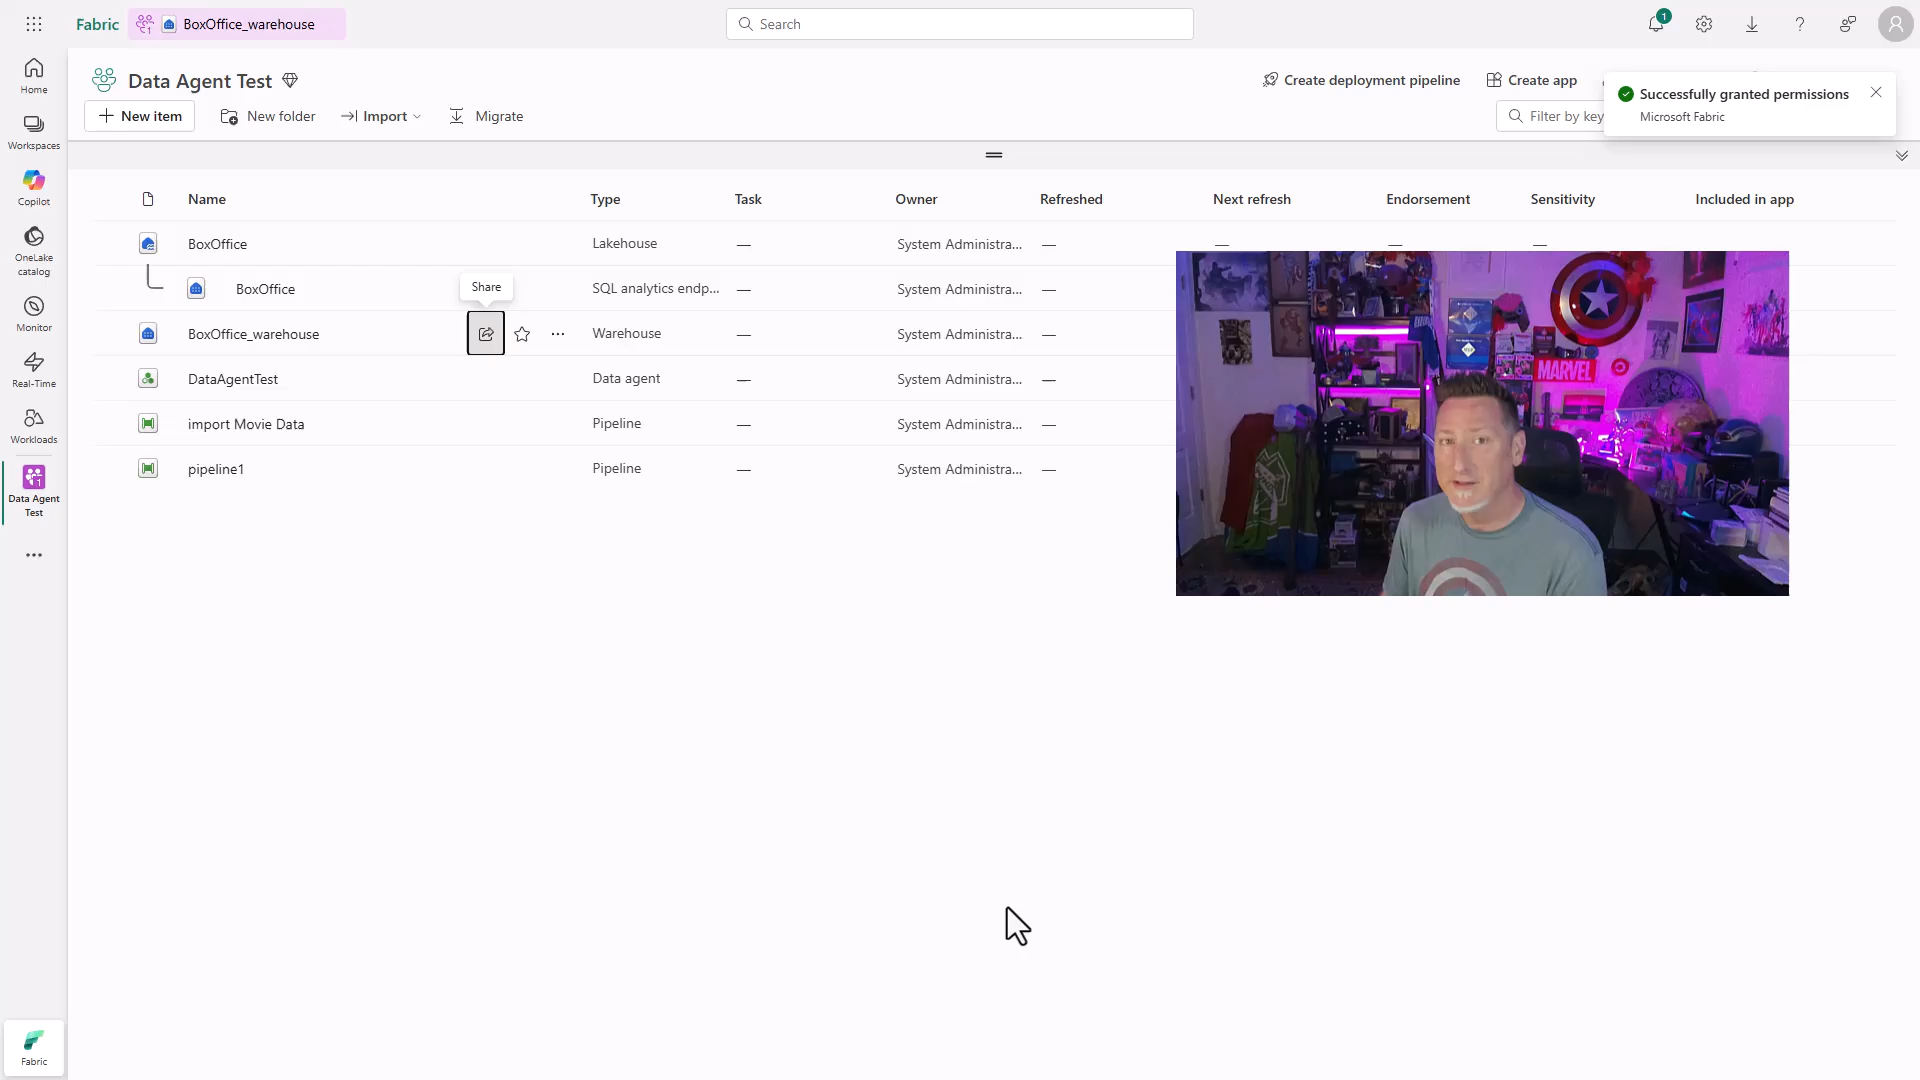 Fabric
BoxOffice_warehouse
Search
1
Home
Workspaces
Copilot
OneLake
catalog
Monitor
Real-Time
Workloads
Data Agent
Test
Fabric
Data Agent Test
Create deployment pipeline
Create app
Successfully granted permissions
Microsoft Fabric
New item
New folder
Import
Migrate
Filter by key
Name Type Task Owner Refreshed Next refresh Endorsement Sensitivity Included in app
BoxOffice Lakehouse — System Administra... — — — —
BoxOffice SQL analytics endp... — System Administra... —
Share
BoxOffice_warehouse Warehouse — System Administra... —
DataAgentTest Data agent — System Administra... —
import Movie Data Pipeline — System Administra... —
pipeline1 Pipeline — System Administra... —
MARVEL